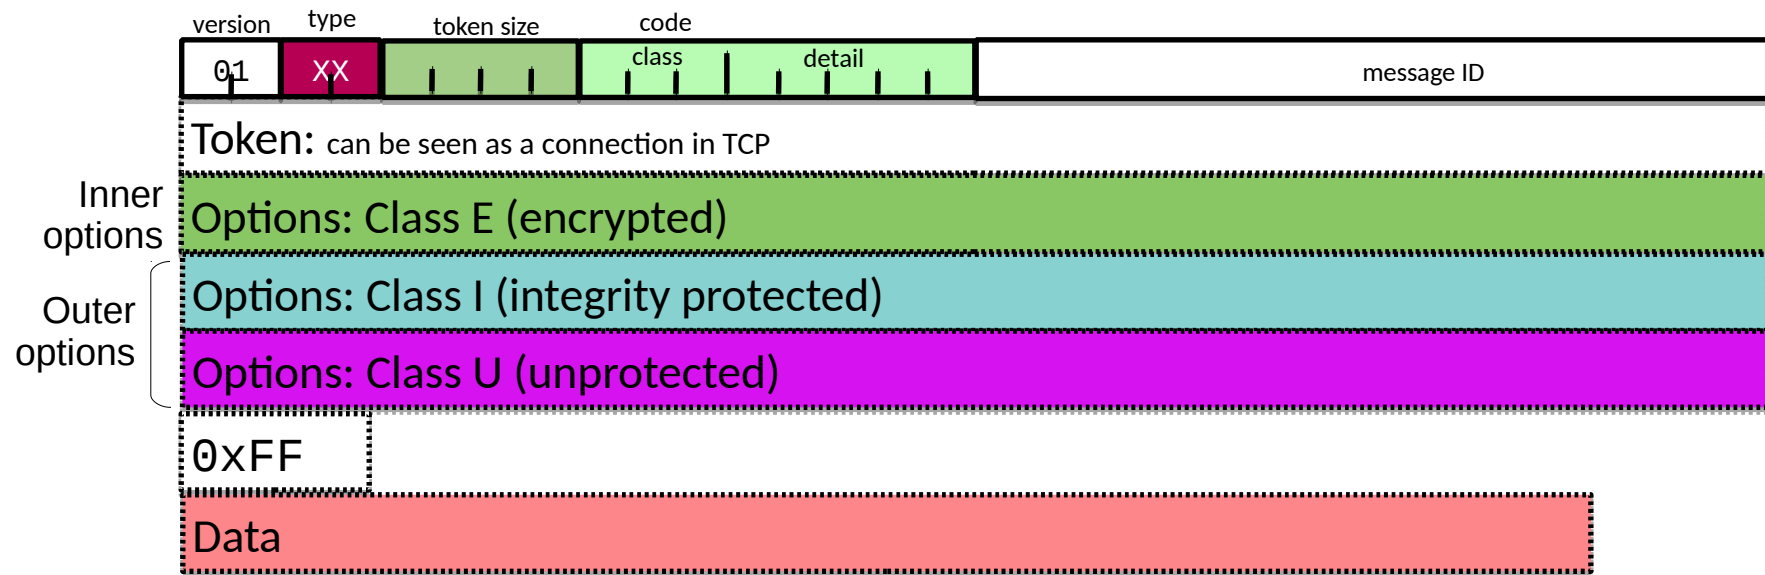 version type token size code
class detail
01 XX message ID
Token: can be seen as a connection in TCP
Inner
options
Options: Class E (encrypted)
Outer
options
Options: Class I (integrity protected)
Options: Class U (unprotected)
0xFF
Data